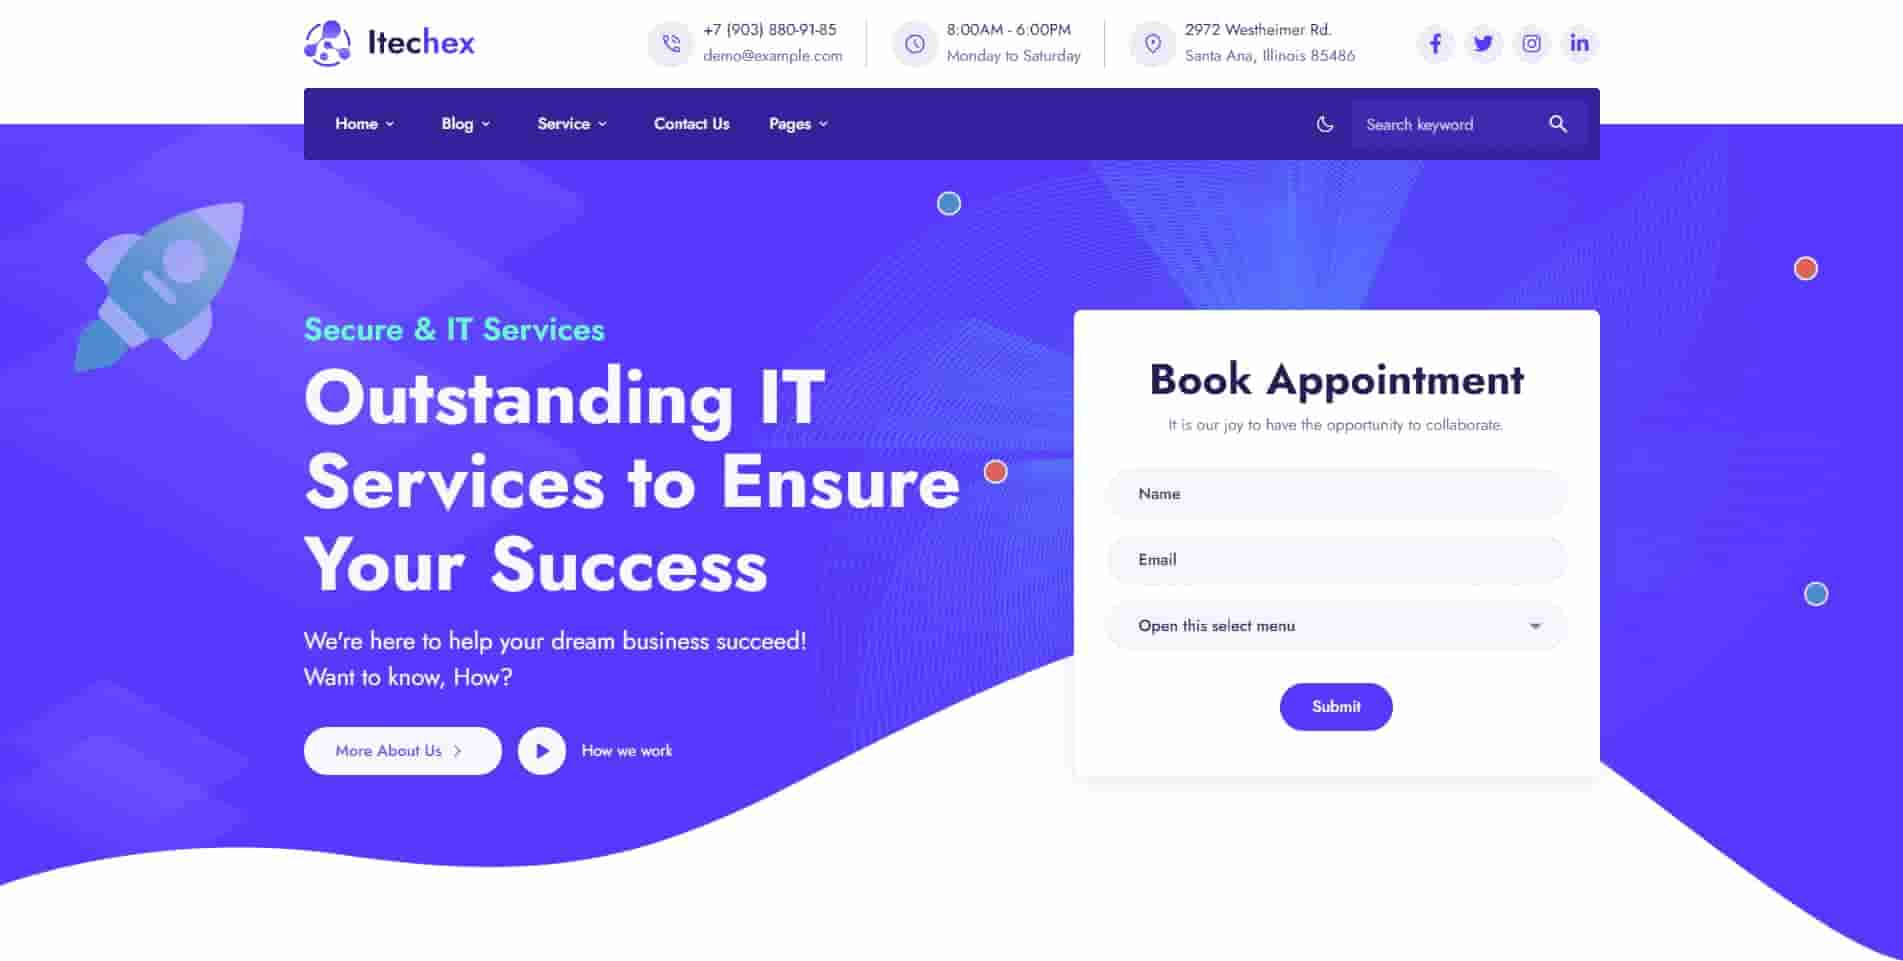 Itechex
+7 (903) 880-91-85
demo@example.com
8:00AM - 6:00PM
Monday to Saturday
2972 Westheimer Rd.
Santa Ana, Illinois 85486
Home
Blog
Service
Contact Us
Pages
Search keyword
Secure & IT Services
Outstanding IT
Services to Ensure
Your Success
We're here to help your dream business succeed!
Want to know, How?
More About Us
How we work
Book Appointment
It is our joy to have the opportunity to collaborate.
Name
Email
Open this select menu
Submit